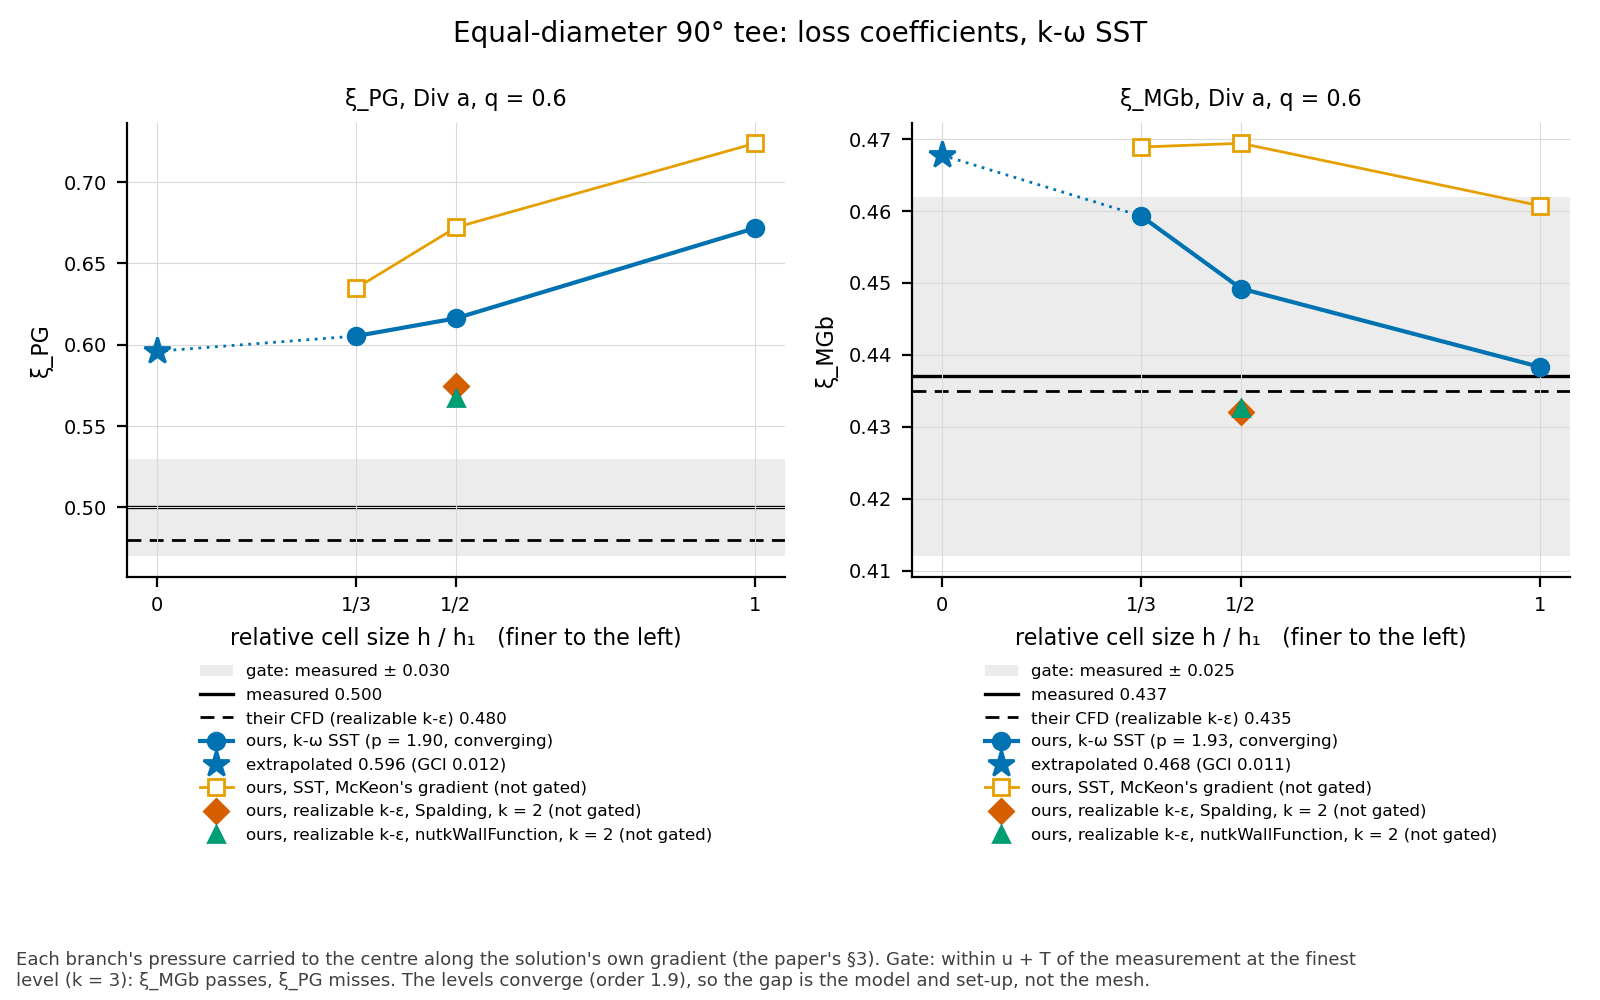 Equal-diameter 90° tee: loss coefficients, k-ω SST
ξ_PG, Div a, q = 0.6
ξ_PG
0.70
0.65
0.60
0.55
0.50
0
1/3
1/2
1
relative cell size h / h₁ (finer to the left)
gate: measured ± 0.030
measured 0.500
their CFD (realizable k-ε) 0.480
ours, k-ω SST (p = 1.90, converging)
extrapolated 0.596 (GCI 0.012)
ours, SST, McKeon's gradient (not gated)
ours, realizable k-ε, Spalding, k = 2 (not gated)
ours, realizable k-ε, nutkWallFunction, k = 2 (not gated)
ξ_MGb, Div a, q = 0.6
ξ_MGb
0.47
0.46
0.45
0.44
0.43
0.42
0.41
0
1/3
1/2
1
relative cell size h / h₁ (finer to the left)
gate: measured ± 0.025
measured 0.437
their CFD (realizable k-ε) 0.435
ours, k-ω SST (p = 1.93, converging)
extrapolated 0.468 (GCI 0.011)
ours, SST, McKeon's gradient (not gated)
ours, realizable k-ε, Spalding, k = 2 (not gated)
ours, realizable k-ε, nutkWallFunction, k = 2 (not gated)
Each branch's pressure carried to the centre along the solution's own gradient (the paper's §3). Gate: within u + T of the measurement at the finest
level (k = 3): ξ_MGb passes, ξ_PG misses. The levels converge (order 1.9), so the gap is the model and set-up, not the mesh.